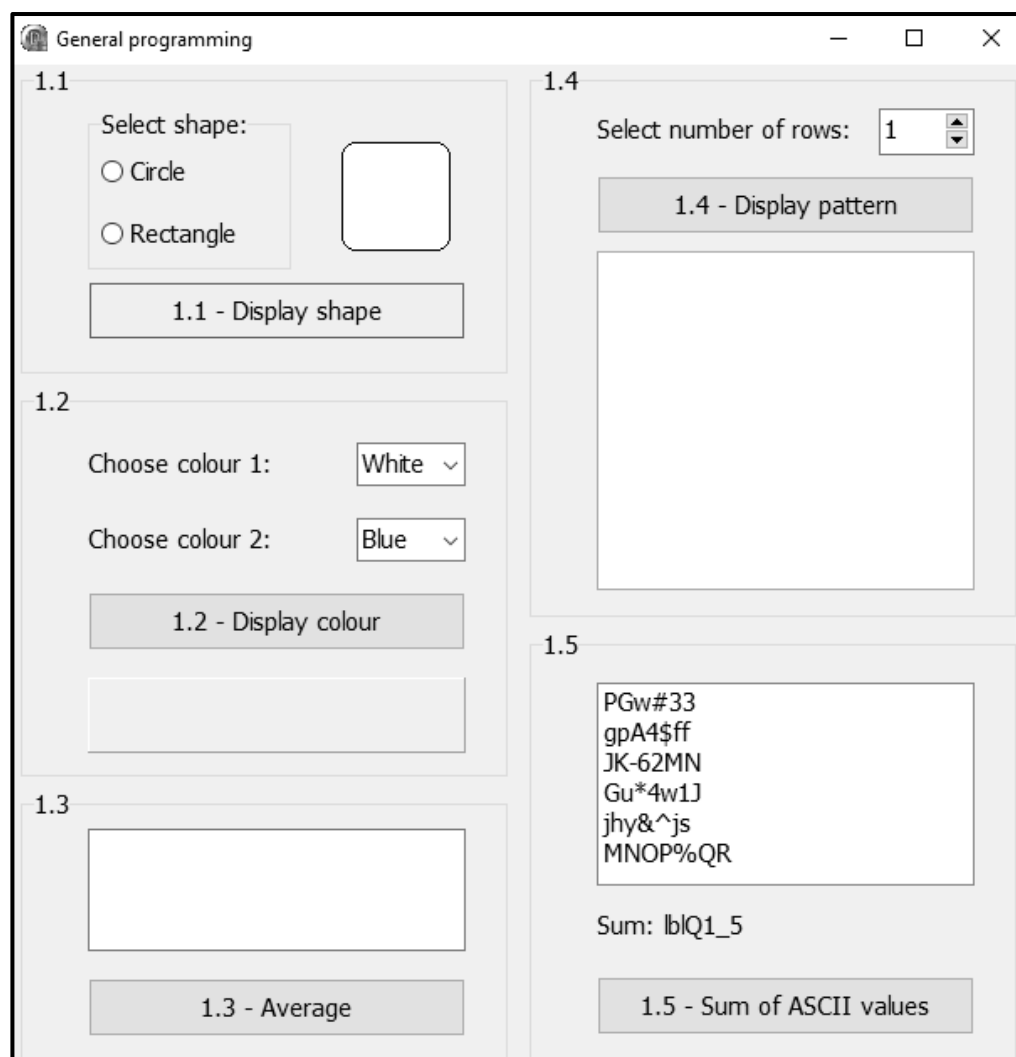 General programming
1.1
Select shape:
Circle
Rectangle
1.1 - Display shape
1.2
Choose colour 1: White
Choose colour 2: Blue
1.2 - Display colour
1.3
1.3 - Average
1.4
Select number of rows: 1
1.4 - Display pattern
1.5
PGw#33
gpA4$ff
JK-62MN
Gu*4w1J
jhy&^js
MNOP%QR
Sum: lblQ1_5
1.5 - Sum of ASCII values